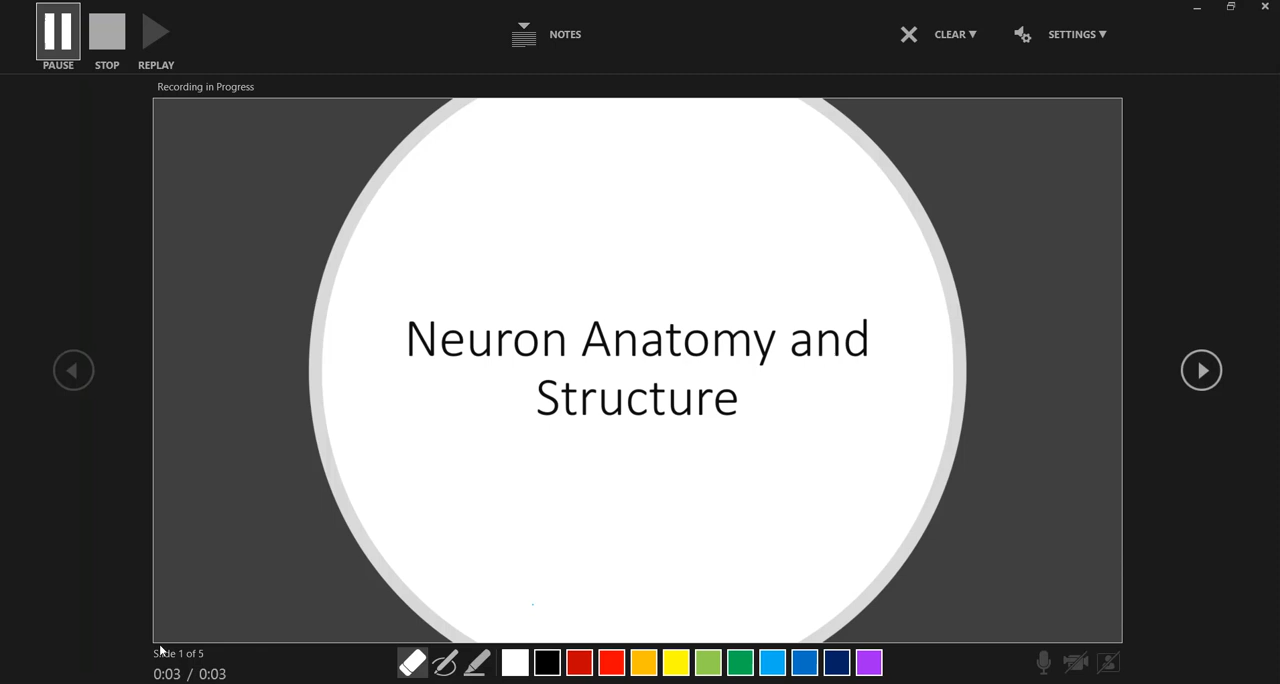 PAUSE STOP REPLAY
NOTES
CLEAR
SETTINGS
Recording in Progress
Neuron Anatomy and
Structure
Slide 1 of 5
0:03 / 0:03